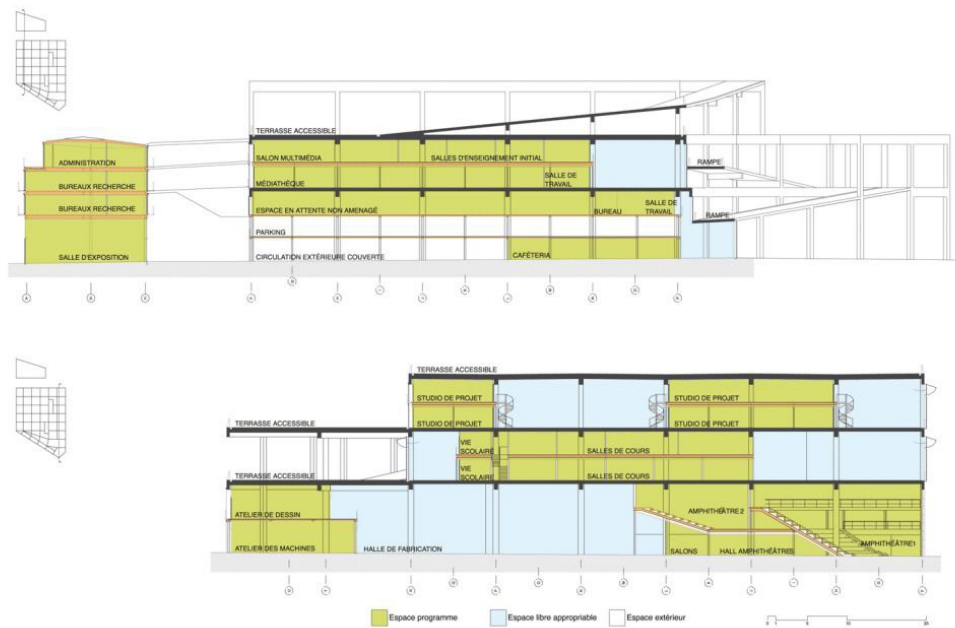 TERRASSE ACCESSIBLE
ADMINISTRATION
SALON MULTIMÉDIA
SALLES D'ENSEIGNEMENT INITIAL
RAMPE
BUREAUX RECHERCHE
MÉDIATHÈQUE
SALLE DE
TRAVAIL
BUREAUX RECHERCHE
ESPACE EN ATTENTE NON AMENAGÉ
BUREAU
SALLE DE
TRAVAIL
RAMPE
PARKING
SALLE D'EXPOSITION
CIRCULATION EXTÉRIEURE COUVERTE
CAFÉTERIA
TERRASSE ACCESSIBLE
STUDIO DE PROJET
STUDIO DE PROJET
STUDIO DE PROJET
STUDIO DE PROJET
TERRASSE ACCESSIBLE
VIE
SCOLAIRE
SALLES DE COURS
VIE
SCOLAIRE
SALLES DE COURS
TERRASSE ACCESSIBLE
ATELIER DE DESSIN
AMPHITHÉÂTRE 2
AMPHITHÉÂTRE1
ATELIER DES MACHINES
HALLE DE FABRICATION
SALONS
HALL AMPHITHÉÂTRES
Espace programme
Espace libre appropriable
Espace extérieur